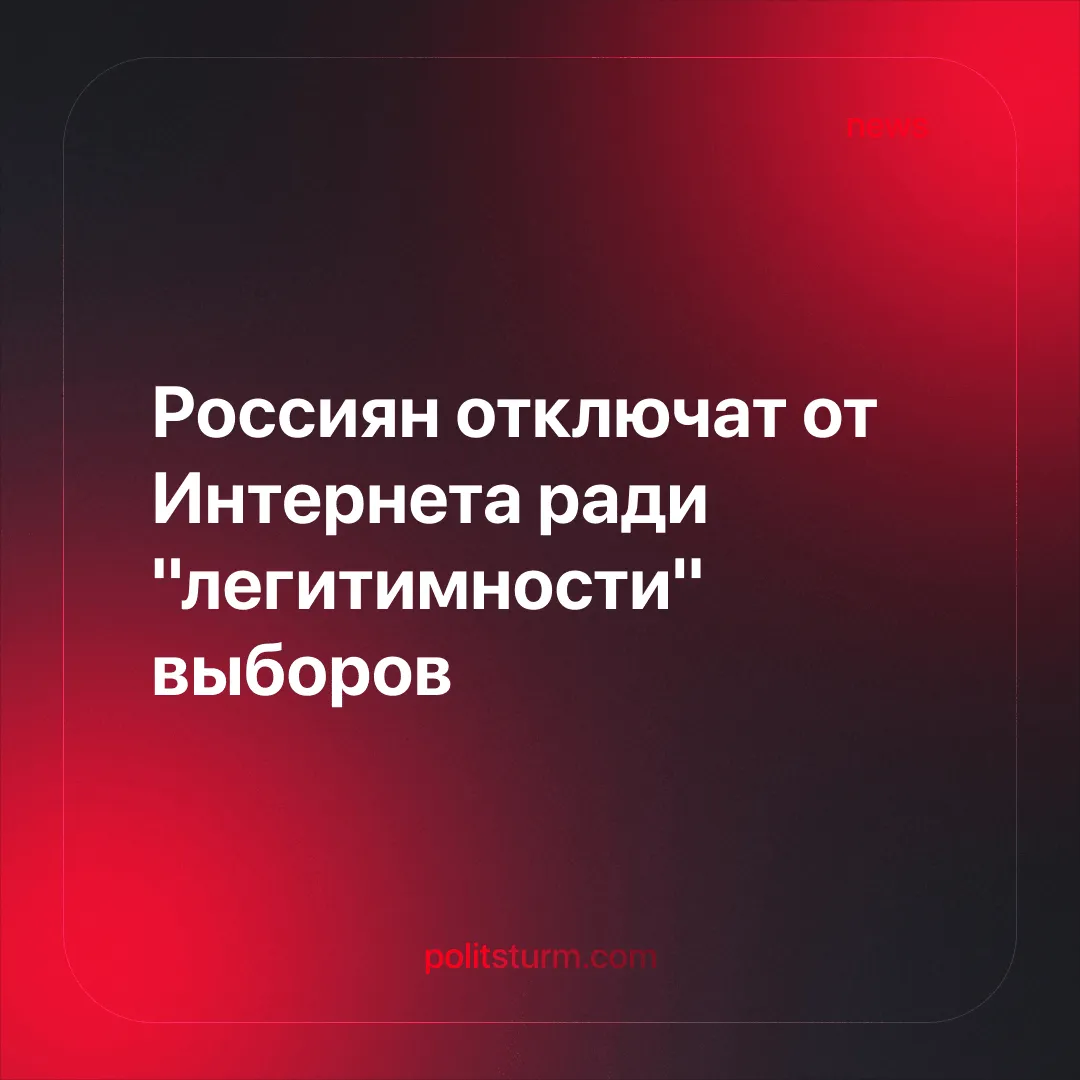 news
Россиян отключат от
Интернета ради
"легитимности"
выборов
politsturm.com